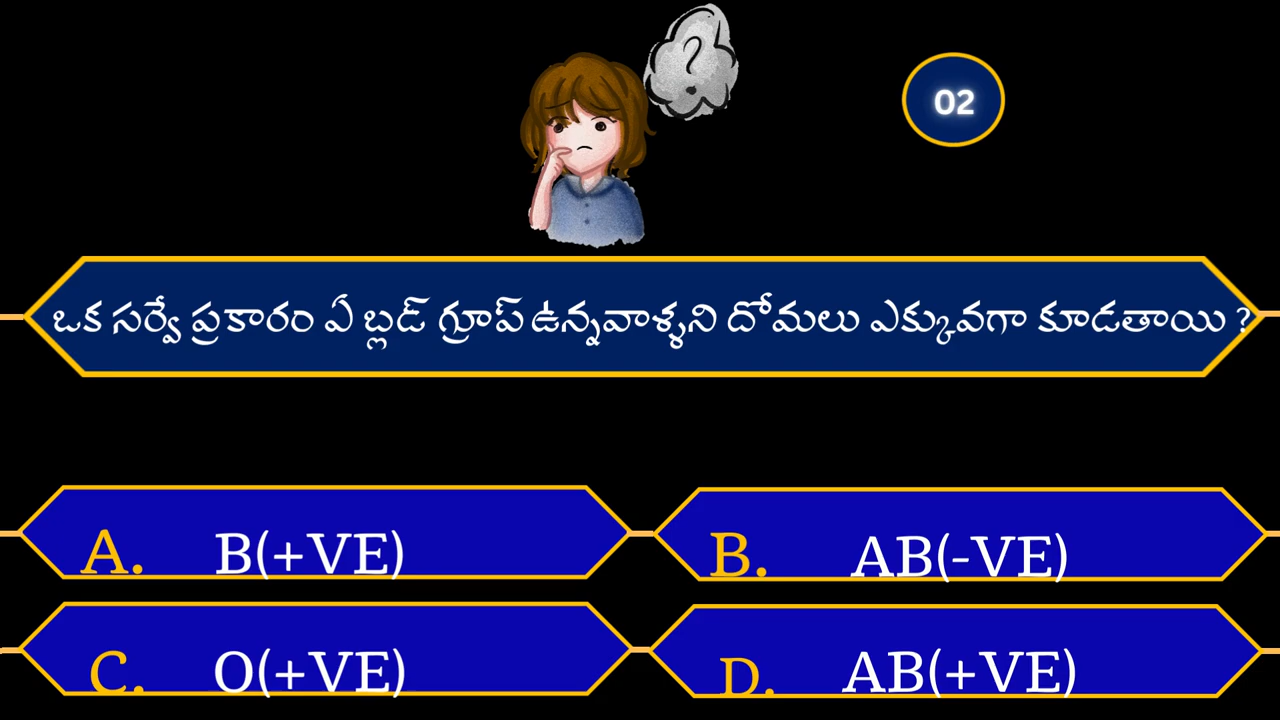 ?
02
ఒక సర్వే ప్రకారం ఏ బ్లడ్ గ్రూప్ ఉన్నవాళ్ళని దోమలు ఎక్కువగా కూడతాయి ?
A. B(+VE)
B. AB(-VE)
C. O(+VE)
D. AB(+VE)